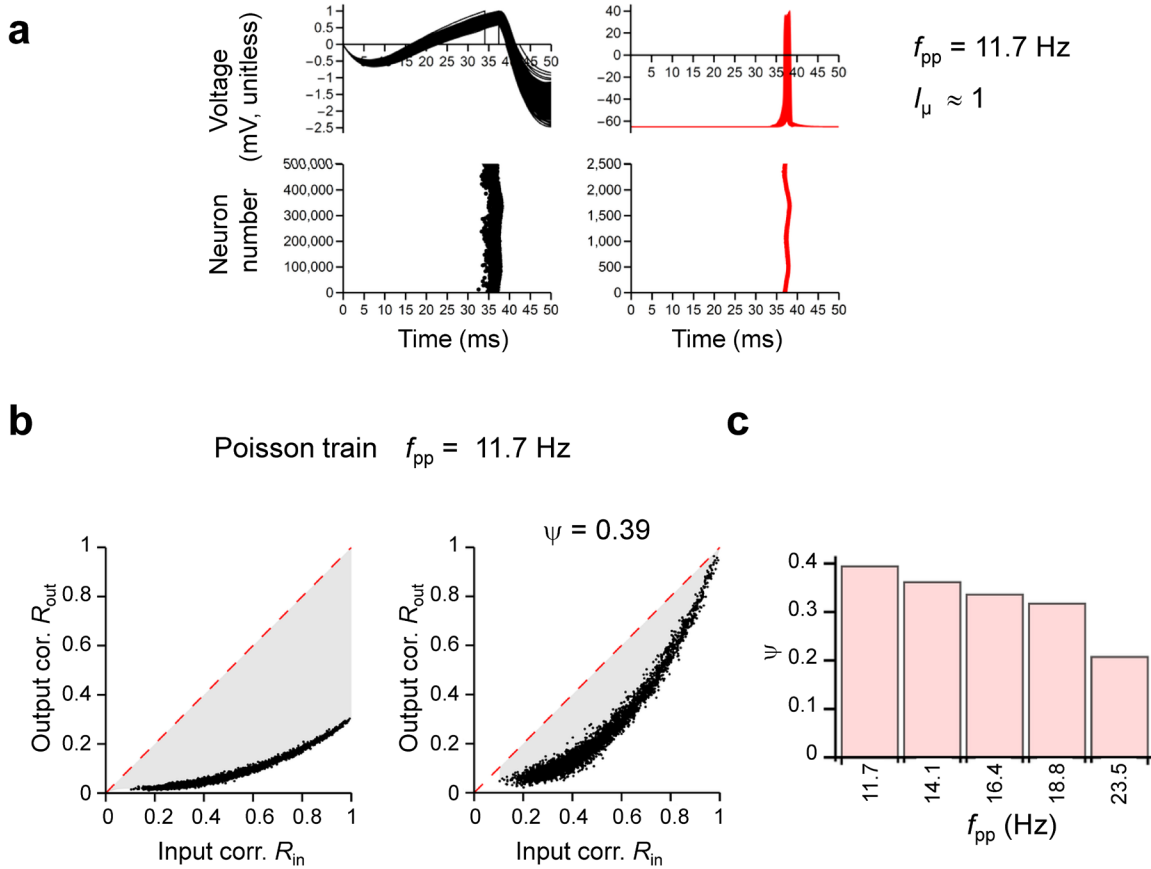 a
Voltage
(mV, unitless)
1
0.5
0
−0.5
−1
−1.5
−2
−2.5
5 10 15 20 25 30 35 40 45 50
40
20
0
−20
−40
−60
5 10 15 20 25 30 35 40 45 50
fpp = 11.7 Hz
Iμ ≈ 1
Neuron
number
500,000
400,000
300,000
200,000
100,000
0
0 5 10 15 20 25 30 35 40 45 50
Time (ms)
2,500
2,000
1,500
1,000
500
0
0 5 10 15 20 25 30 35 40 45 50
Time (ms)
b
Poisson train fpp = 11.7 Hz
Output cor. Rout
1
0.8
0.6
0.4
0.2
0
0 0.2 0.4 0.6 0.8 1
Input corr. Rin
ψ = 0.39
Output cor. Rout
1
0.8
0.6
0.4
0.2
0
0 0.2 0.4 0.6 0.8 1
Input corr. Rin
c
ψ
0.4
0.3
0.2
0.1
0
11.7 14.1 16.4 18.8 23.5
fpp (Hz)